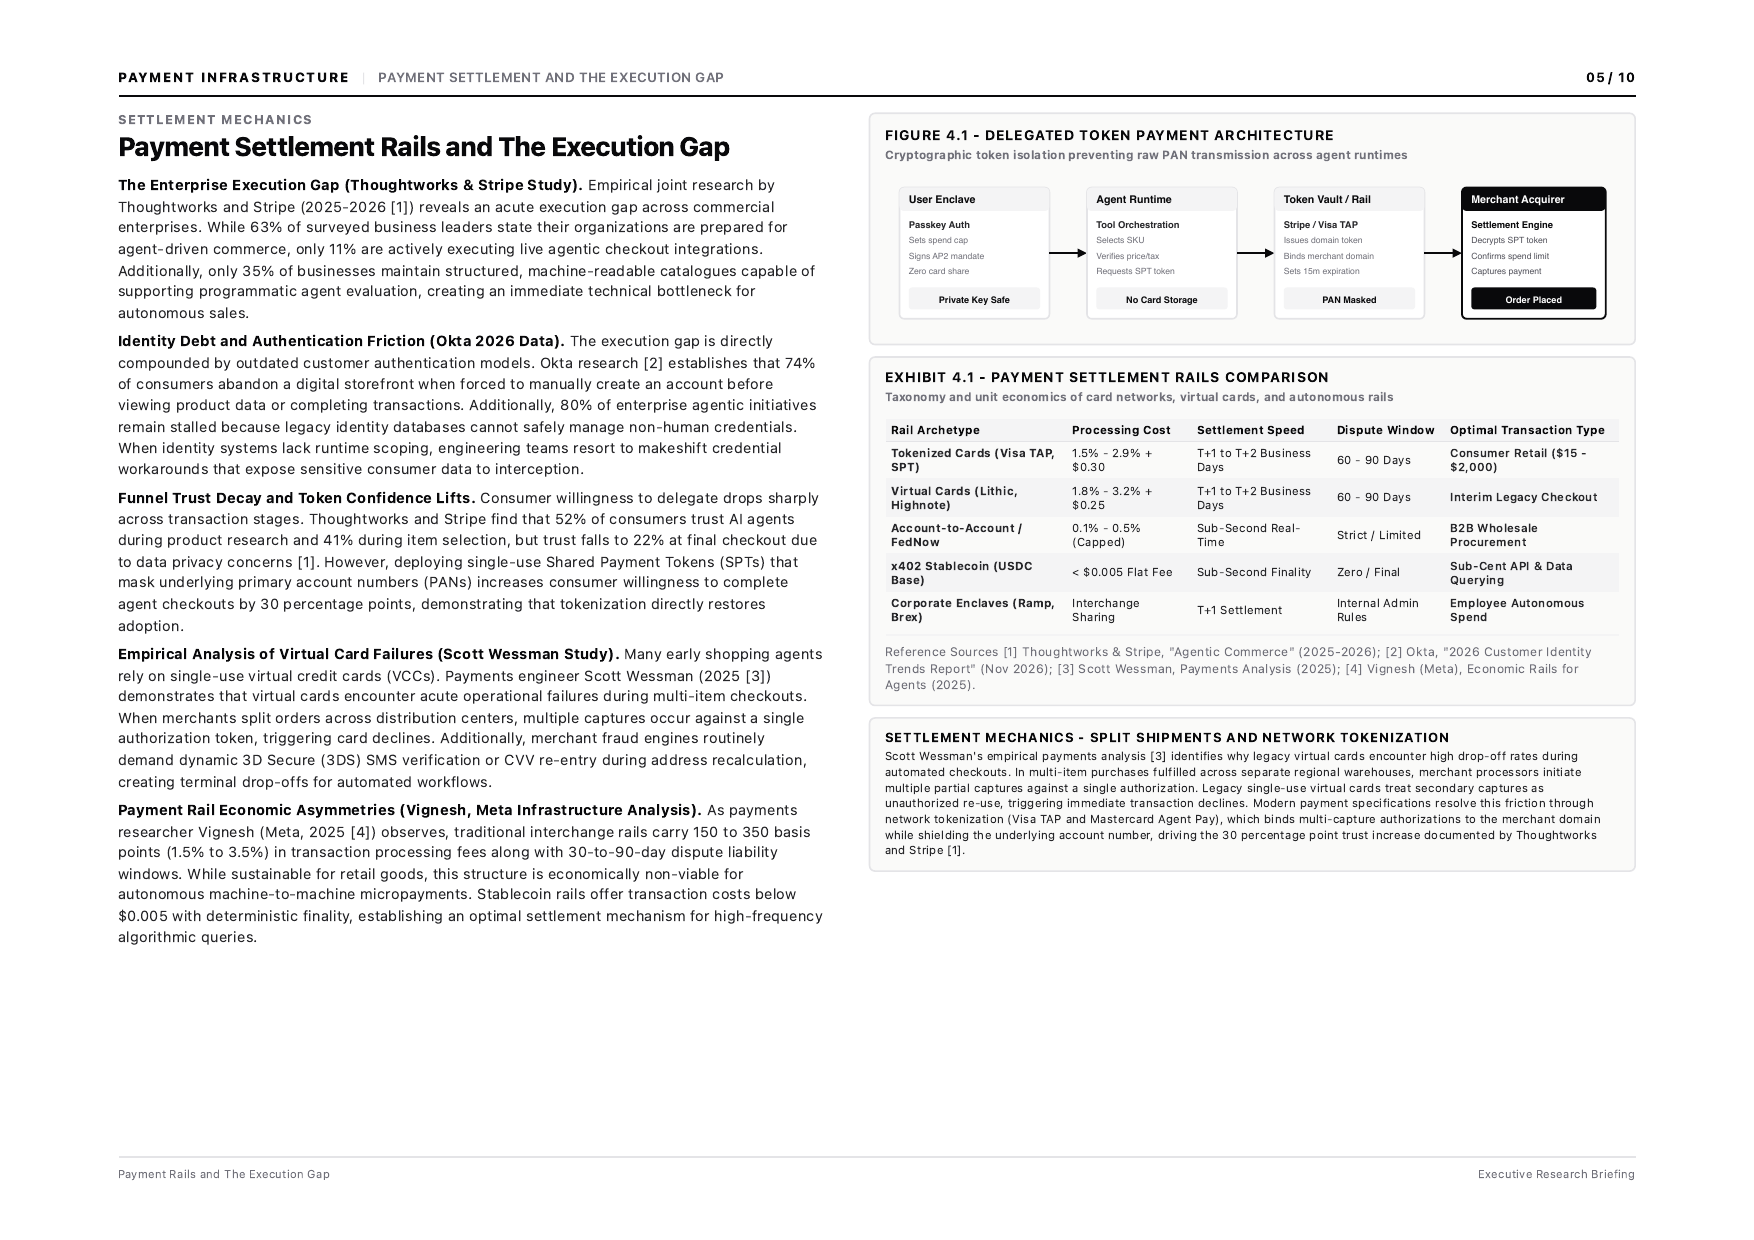 PAYMENT INFRASTRUCTURE | PAYMENT SETTLEMENT AND THE EXECUTION GAP
05 / 10
SETTLEMENT MECHANICS
Payment Settlement Rails and The Execution Gap
The Enterprise Execution Gap (Thoughtworks & Stripe Study). Empirical joint research by
Thoughtworks and Stripe (2025-2026 [1]) reveals an acute execution gap across commercial
enterprises. While 63% of surveyed business leaders state their organizations are prepared for
agent-driven commerce, only 11% are actively executing live agentic checkout integrations.
Additionally, only 35% of businesses maintain structured, machine-readable catalogues capable of
supporting programmatic agent evaluation, creating an immediate technical bottleneck for
autonomous sales.
Identity Debt and Authentication Friction (Okta 2026 Data). The execution gap is directly
compounded by outdated customer authentication models. Okta research [2] establishes that 74%
of consumers abandon a digital storefront when forced to manually create an account before
viewing product data or completing transactions. Additionally, 80% of enterprise agentic initiatives
remain stalled because legacy identity databases cannot safely manage non-human credentials.
When identity systems lack runtime scoping, engineering teams resort to makeshift credential
workarounds that expose sensitive consumer data to interception.
Funnel Trust Decay and Token Confidence Lifts. Consumer willingness to delegate drops sharply
across transaction stages. Thoughtworks and Stripe find that 52% of consumers trust AI agents
during product research and 41% during item selection, but trust falls to 22% at final checkout due
to data privacy concerns [1]. However, deploying single-use Shared Payment Tokens (SPTs) that
mask underlying primary account numbers (PANs) increases consumer willingness to complete
agent checkouts by 30 percentage points, demonstrating that tokenization directly restores
adoption.
Empirical Analysis of Virtual Card Failures (Scott Wessman Study). Many early shopping agents
rely on single-use virtual credit cards (VCCs). Payments engineer Scott Wessman (2025 [3])
demonstrates that virtual cards encounter acute operational failures during multi-item checkouts.
When merchants split orders across distribution centers, multiple captures occur against a single
authorization token, triggering card declines. Additionally, merchant fraud engines routinely
demand dynamic 3D Secure (3DS) SMS verification or CVV re-entry during address recalculation,
creating terminal drop-offs for automated workflows.
Payment Rail Economic Asymmetries (Vignesh, Meta Infrastructure Analysis). As payments
researcher Vignesh (Meta, 2025 [4]) observes, traditional interchange rails carry 150 to 350 basis
points (1.5% to 3.5%) in transaction processing fees along with 30-to-90-day dispute liability
windows. While sustainable for retail goods, this structure is economically non-viable for
autonomous machine-to-machine micropayments. Stablecoin rails offer transaction costs below
$0.005 with deterministic finality, establishing an optimal settlement mechanism for high-frequency
algorithmic queries.
FIGURE 4.1 - DELEGATED TOKEN PAYMENT ARCHITECTURE
Cryptographic token isolation preventing raw PAN transmission across agent runtimes
User Enclave
Passkey Auth
Sets spend cap
Signs AP2 mandate
Zero card share
Private Key Safe
Agent Runtime
Tool Orchestration
Selects SKU
Verifies price/tax
Requests SPT token
No Card Storage
Token Vault / Rail
Stripe / Visa TAP
Issues domain token
Binds merchant domain
Sets 15m expiration
PAN Masked
Merchant Acquirer
Settlement Engine
Decrypts SPT token
Confirms spend limit
Captures payment
Order Placed
EXHIBIT 4.1 - PAYMENT SETTLEMENT RAILS COMPARISON
Taxonomy and unit economics of card networks, virtual cards, and autonomous rails
Rail Archetype Processing Cost Settlement Speed Dispute Window Optimal Transaction Type
Tokenized Cards (Visa TAP, 1.5% - 2.9% + T+1 to T+2 Business 60 - 90 Days Consumer Retail ($15 -
SPT) $0.30 Days $2,000)
Virtual Cards (Lithic, 1.8% - 3.2% + T+1 to T+2 Business 60 - 90 Days Interim Legacy Checkout
Highnote) $0.25 Days
Account-to-Account / 0.1% - 0.5% Sub-Second Real- Strict / Limited B2B Wholesale
FedNow (Capped) Time Procurement
x402 Stablecoin (USDC < $0.005 Flat Fee Sub-Second Finality Zero / Final Sub-Cent API & Data
Base) Querying
Corporate Enclaves (Ramp, Interchange T+1 Settlement Internal Admin Employee Autonomous
Brex) Sharing Rules Spend
Reference Sources [1] Thoughtworks & Stripe, "Agentic Commerce" (2025-2026); [2] Okta, "2026 Customer Identity
Trends Report" (Nov 2026); [3] Scott Wessman, Payments Analysis (2025); [4] Vignesh (Meta), Economic Rails for
Agents (2025).
SETTLEMENT MECHANICS - SPLIT SHIPMENTS AND NETWORK TOKENIZATION
Scott Wessman's empirical payments analysis [3] identifies why legacy virtual cards encounter high drop-off rates during
automated checkouts. In multi-item purchases fulfilled across separate regional warehouses, merchant processors initiate
multiple partial captures against a single authorization. Legacy single-use virtual cards treat secondary captures as
unauthorized re-use, triggering immediate transaction declines. Modern payment specifications resolve this friction through
network tokenization (Visa TAP and Mastercard Agent Pay), which binds multi-capture authorizations to the merchant domain
while shielding the underlying account number, driving the 30 percentage point trust increase documented by Thoughtworks
and Stripe [1].
Payment Rails and The Execution Gap
Executive Research Briefing